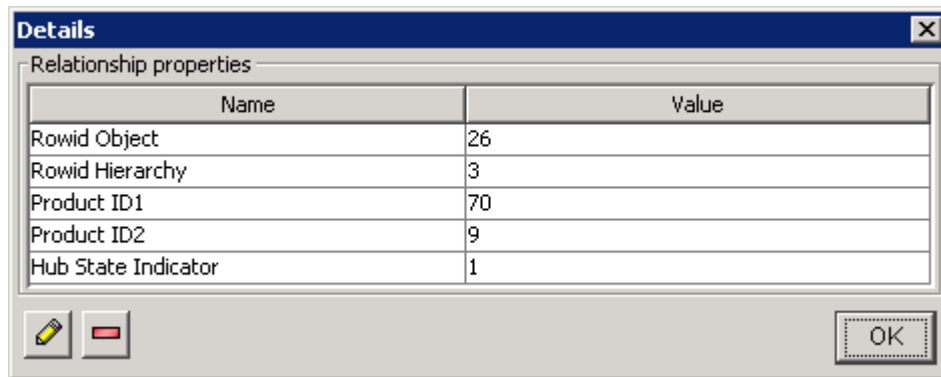 Details
Relationship properties
Name Value
Rowid Object 26
Rowid Hierarchy 3
Product ID1 70
Product ID2 9
Hub State Indicator 1
OK